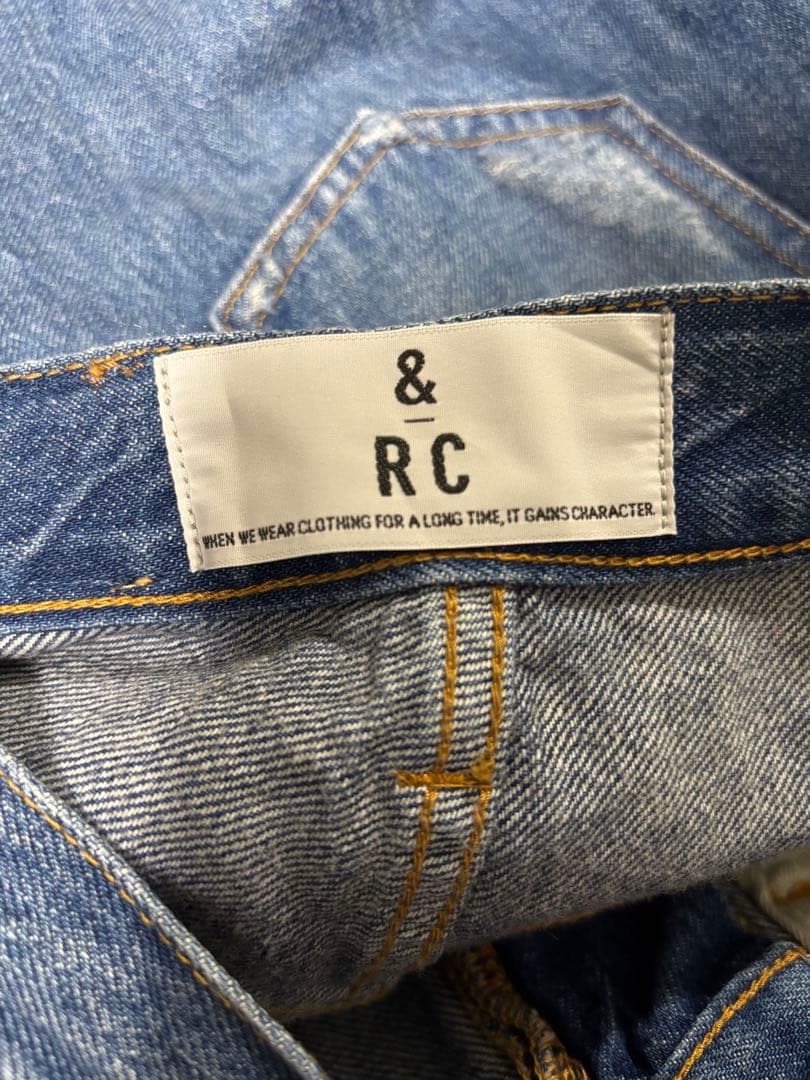 &
RC
WHEN WE WEAR CLOTHING FOR A LONG TIME, IT GAINS CHARACTER.